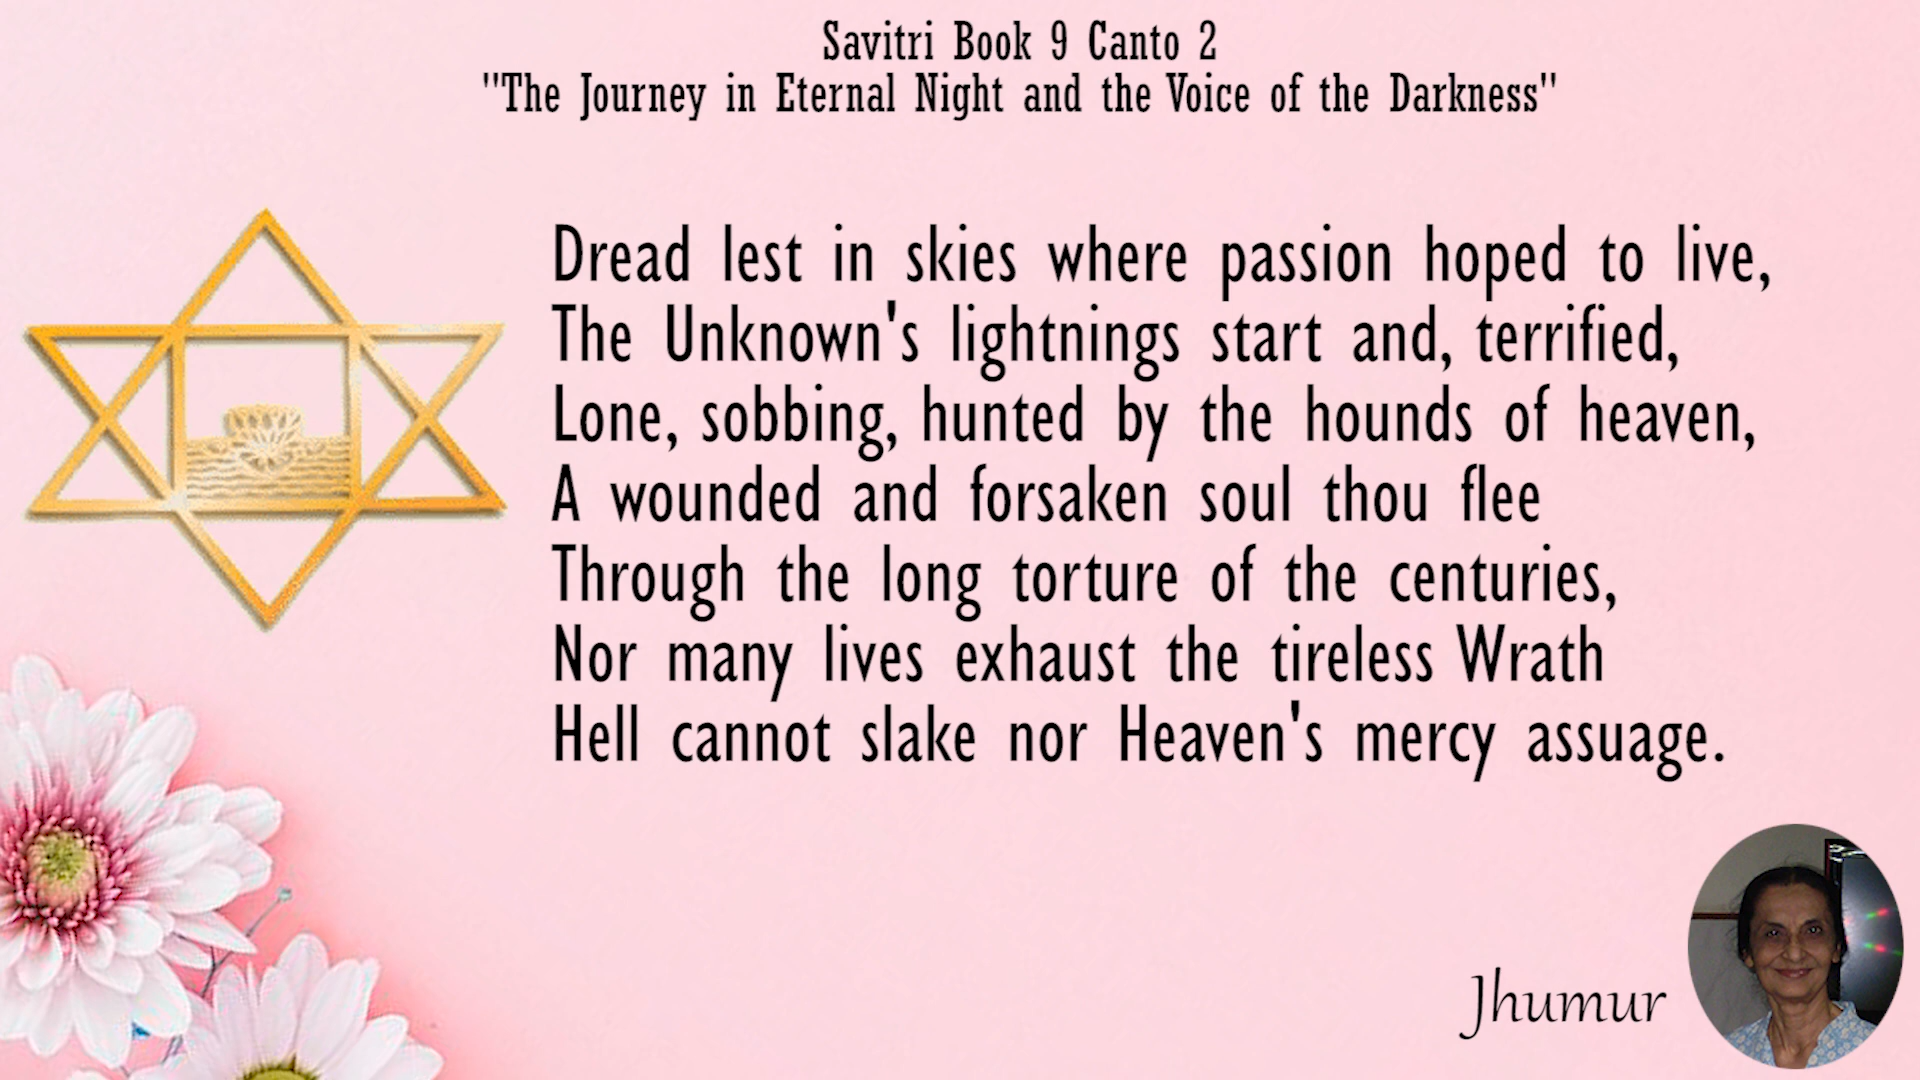 Savitri Book 9 Canto 2
"The Journey in Eternal Night and the Voice of the Darkness"
Dread lest in skies where passion hoped to live,
The Unknown's lightnings start and, terrified,
Lone, sobbing, hunted by the hounds of heaven,
A wounded and forsaken soul thou flee
Through the long torture of the centuries,
Nor many lives exhaust the tireless Wrath
Hell cannot slake nor Heaven's mercy assuage.
Jhumur